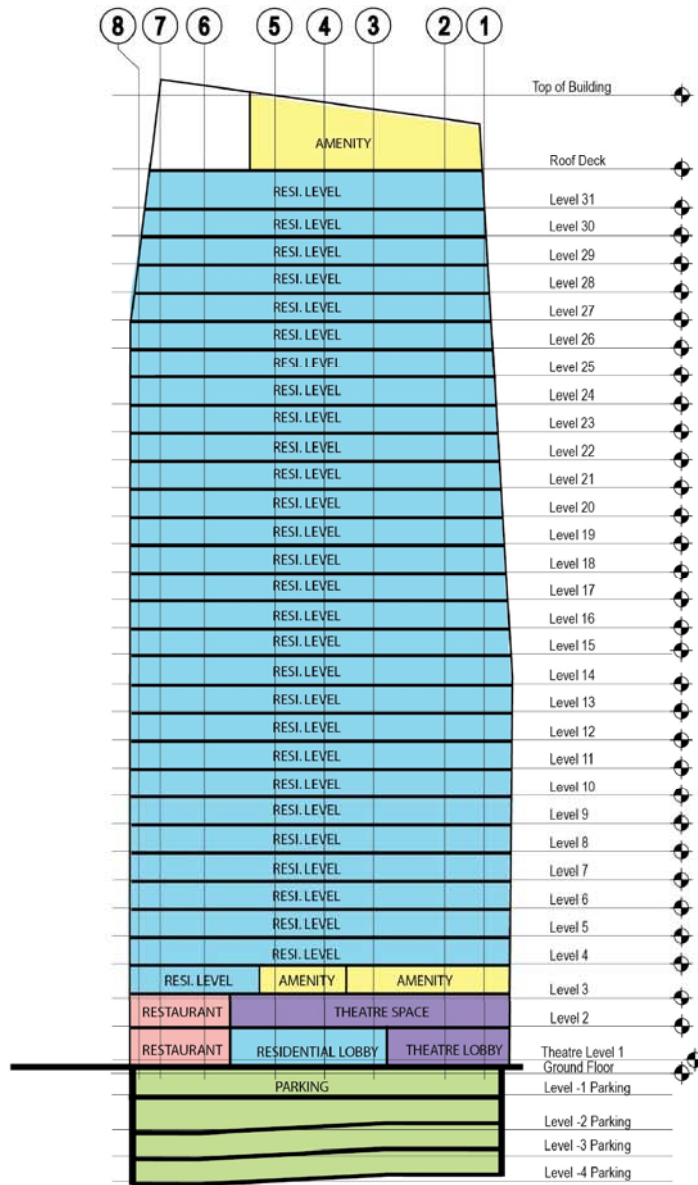 8 7 6 5 4 3 2 1
Top of Building
AMENITY
Roof Deck
RESI. LEVEL
Level 31
RESI. LEVEL
Level 30
RESI. LEVEL
Level 29
RESI. LEVEL
Level 28
RESI. LEVEL
Level 27
RESI. LEVEL
Level 26
RESI. LEVEL
Level 25
RESI. LEVEL
Level 24
RESI. LEVEL
Level 23
RESI. LEVEL
Level 22
RESI. LEVEL
Level 21
RESI. LEVEL
Level 20
RESI. LEVEL
Level 19
RESI. LEVEL
Level 18
RESI. LEVEL
Level 17
RESI. LEVEL
Level 16
RESI. LEVEL
Level 15
RESI. LEVEL
Level 14
RESI. LEVEL
Level 13
RESI. LEVEL
Level 12
RESI. LEVEL
Level 11
RESI. LEVEL
Level 10
RESI. LEVEL
Level 9
RESI. LEVEL
Level 8
RESI. LEVEL
Level 7
RESI. LEVEL
Level 6
RESI. LEVEL
Level 5
RESI. LEVEL
Level 4
RESI. LEVEL AMENITY AMENITY
Level 3
RESTAURANT THEATRE SPACE
Level 2
RESTAURANT RESIDENTIAL LOBBY THEATRE LOBBY
Theatre Level 1
Ground Floor
PARKING
Level -1 Parking
Level -2 Parking
Level -3 Parking
Level -4 Parking